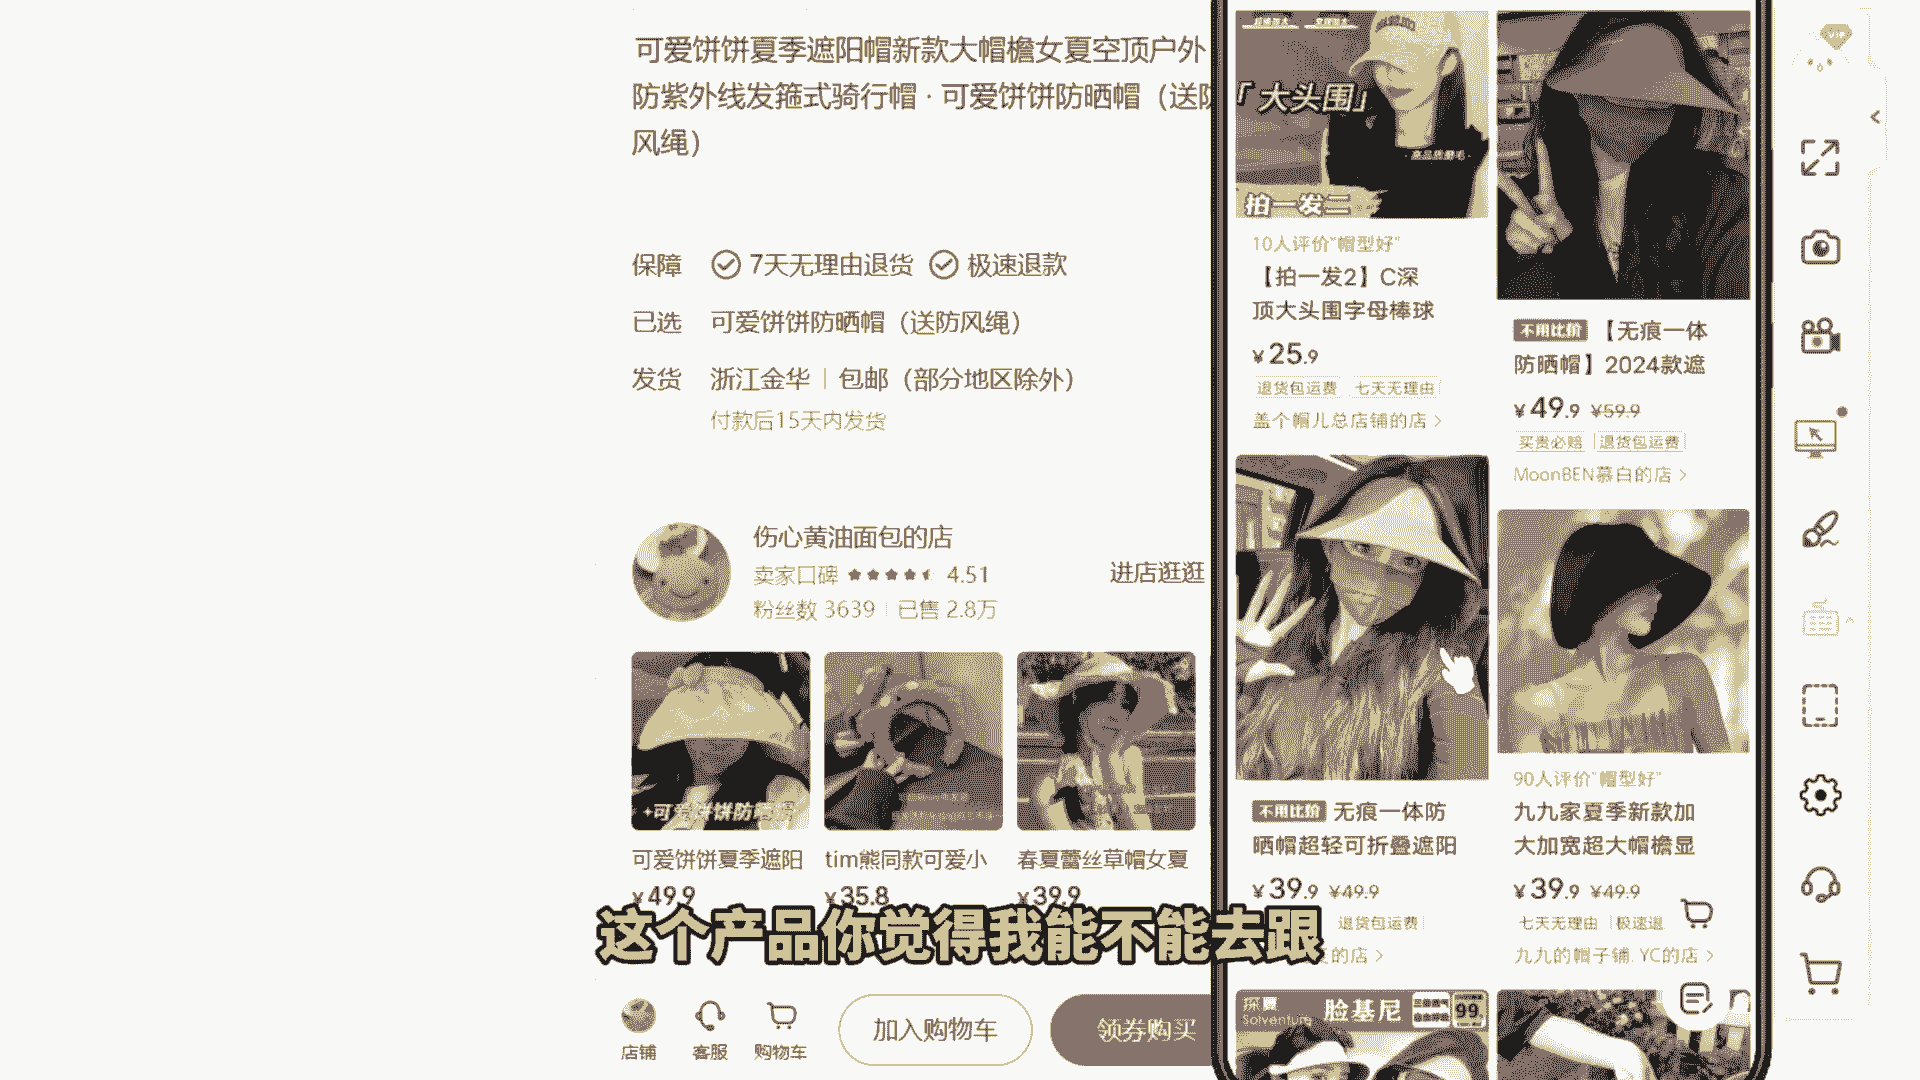 可爱饼饼夏季遮阳帽新款大帽檐女夏空顶户外
防紫外线发箍式骑行帽 · 可爱饼饼防晒帽（送防
风绳）
保障 7天无理由退货 极速退款
已选 可爱饼饼防晒帽（送防风绳）
发货 浙江金华 | 包邮（部分地区除外）
付款后15天内发货
伤心黄油面包的店
卖家口碑 4.51
粉丝数 3639 已售 2.8万
进店逛逛
可爱饼饼防晒帽
可爱饼饼夏季遮阳
¥49.9
tim熊同款可爱小
¥35.8
春夏蕾丝草帽女夏
¥39.9
这个产品你觉得我能不能去跟
店铺
客服
购物车
加入购物车
领券购买
「大头围」
拍一发二
10人评价"帽型好"
【拍一发2】C深
顶大头围字母棒球
¥25.9
退货包运费 七天无理由
盖个帽儿总店铺的店 >
不用比价 【无痕一体
防晒帽】2024款遮
¥49.9 ¥59.9
买贵必赔 退货包运费
MoonBEN慕白的店 >
不用比价 无痕一体防
晒帽超轻可折叠遮阳
¥39.9 ¥49.9
退货包运费
的店 >
90人评价"帽型好"
九九家夏季新款加
大加宽超大帽檐显
¥39.9 ¥49.9
七天无理由 极速退
九九的帽子铺. YC的店 >
探夏
Solventure
脸基尼
99
VIP